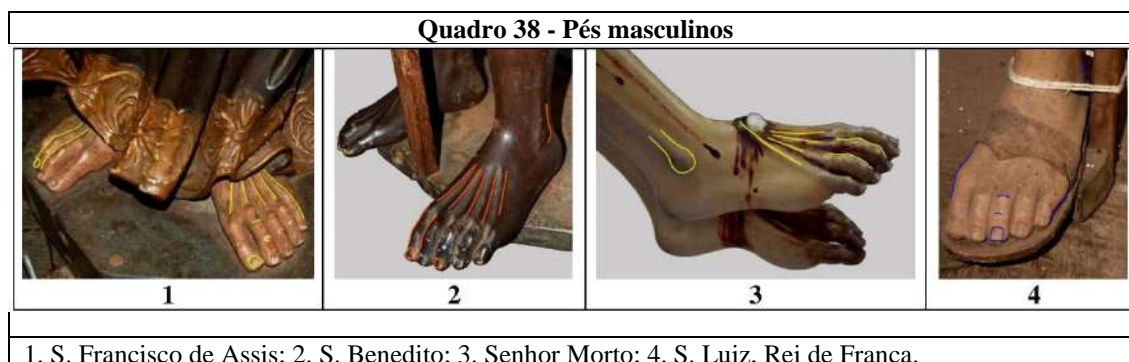 Quadro 38 - Pés masculinos
1
2
3
4
1. S. Francisco de Assis; 2. S. Benedito; 3. Senhor Morto; 4. S. Luiz, Rei de França.